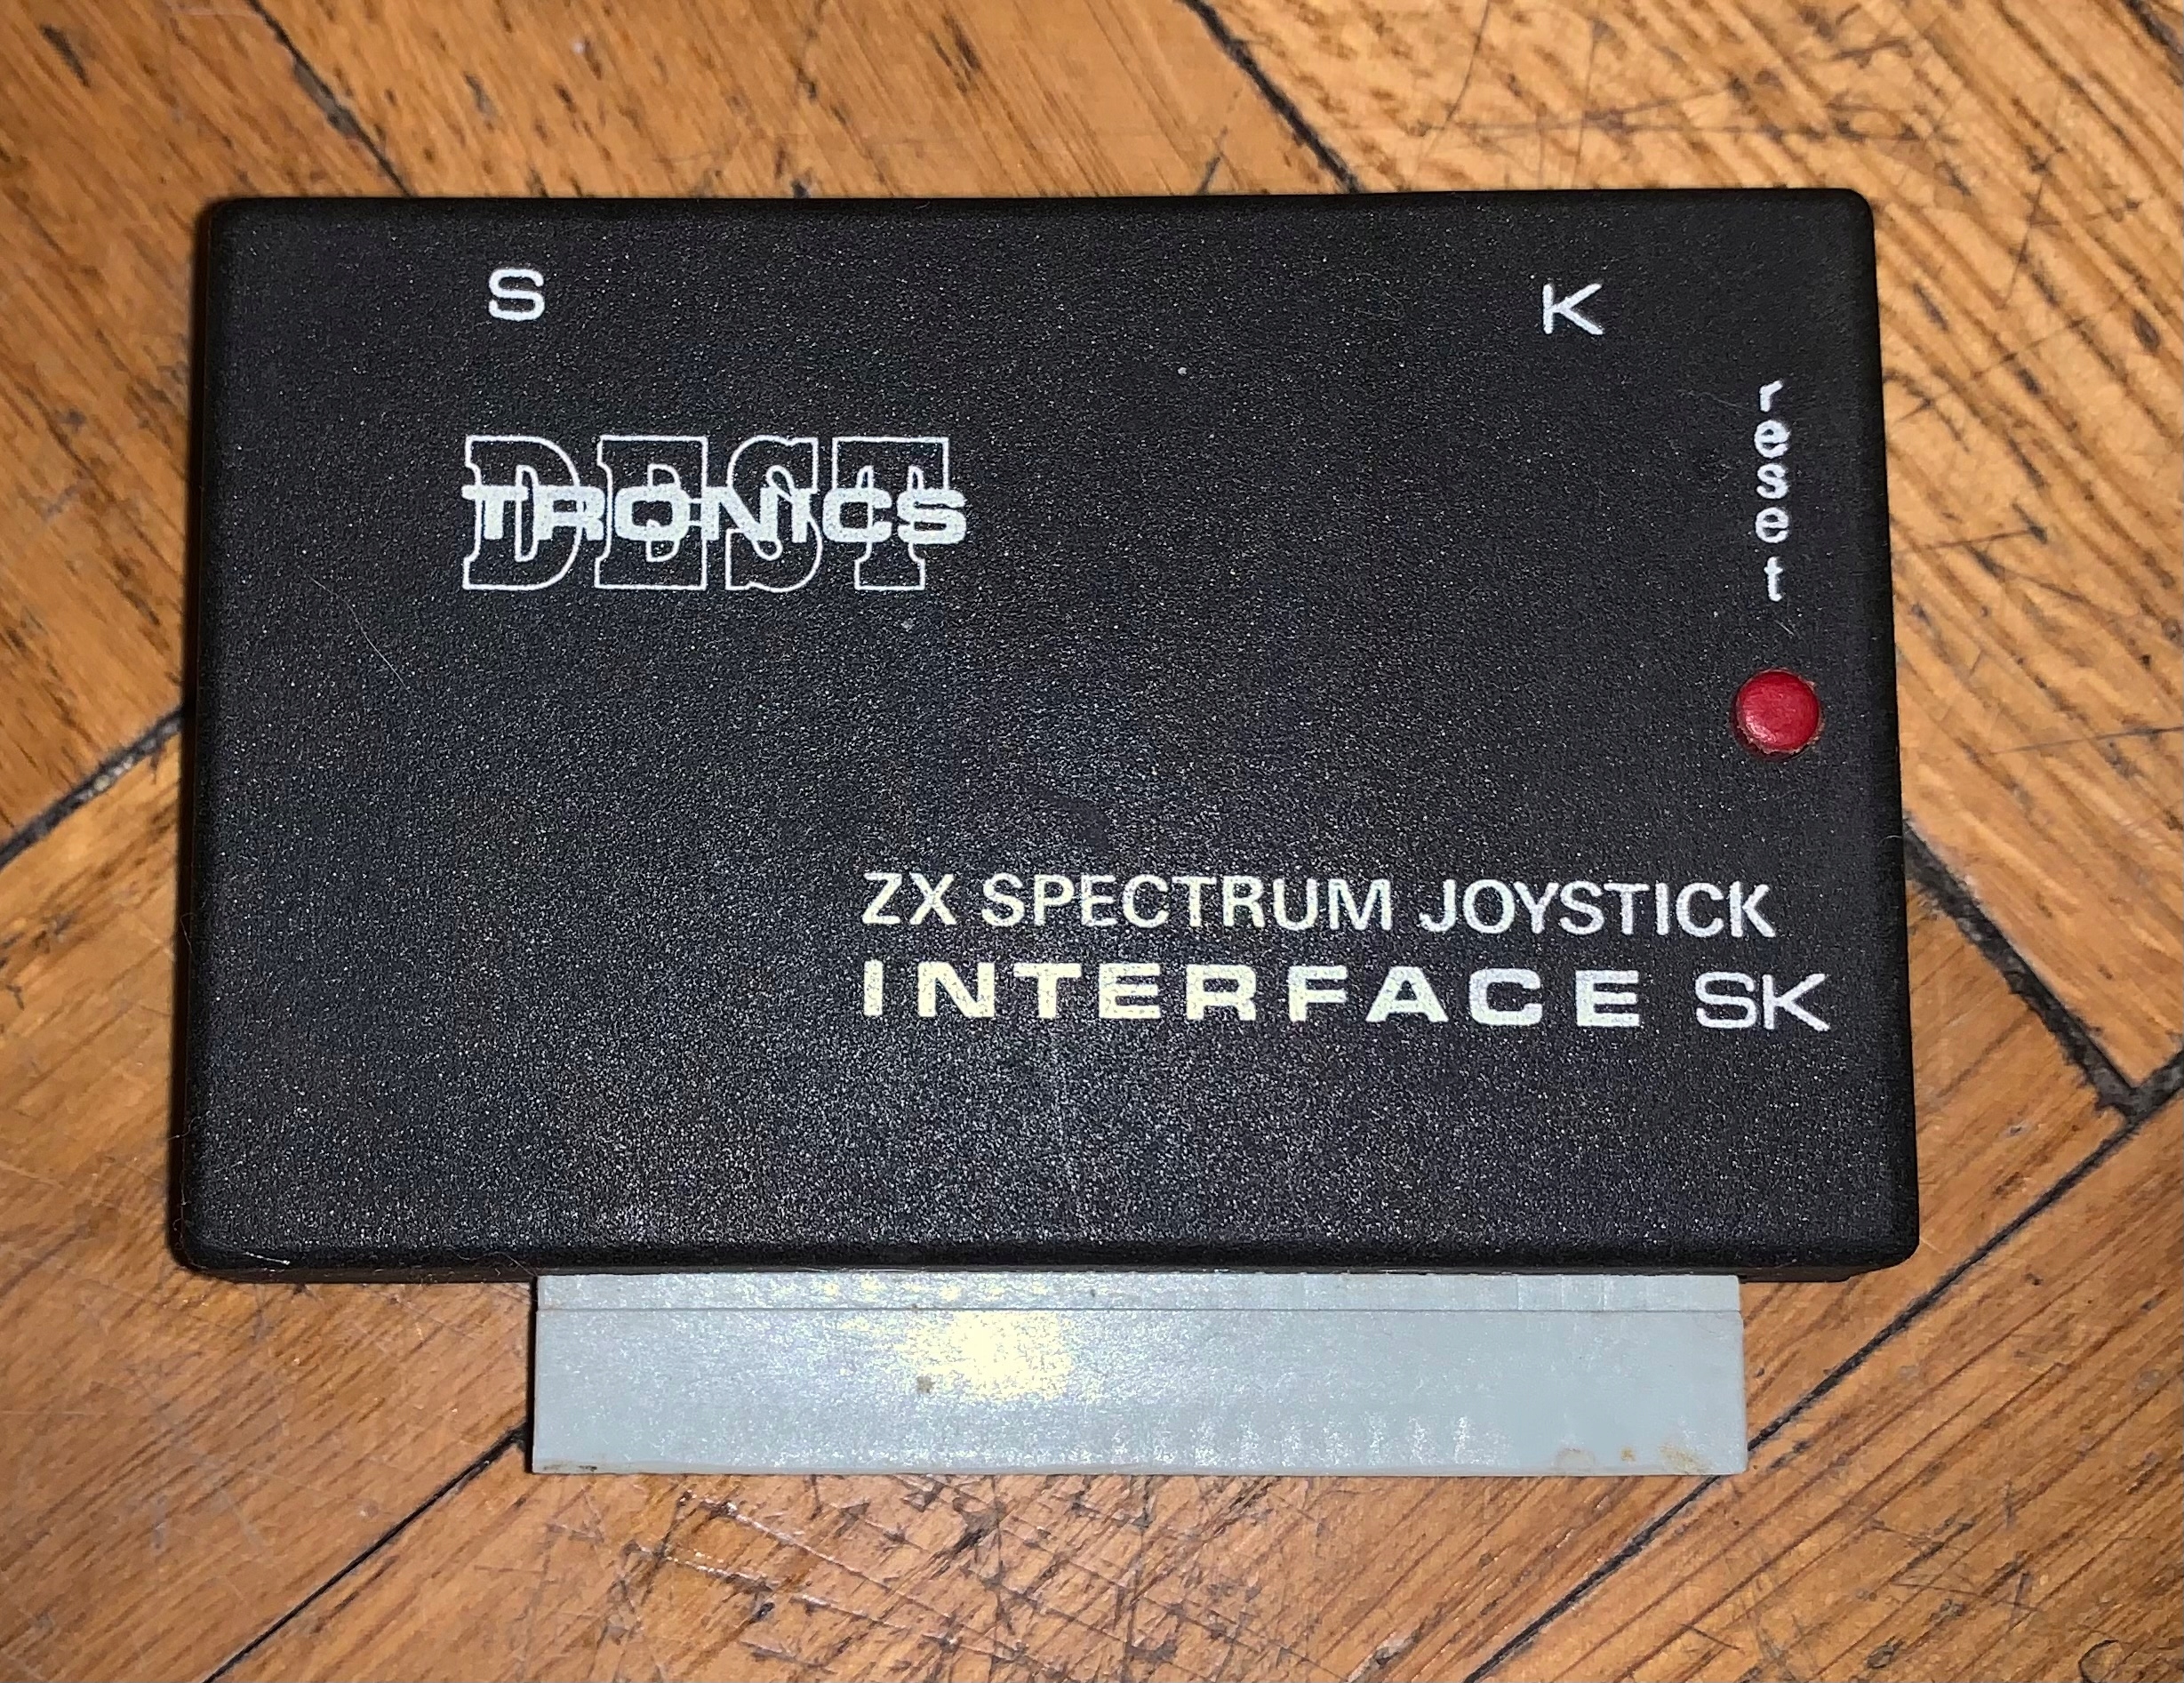 S K
reset
DEST
TRONICS
ZX SPECTRUM JOYSTICK
INTERFACE SK